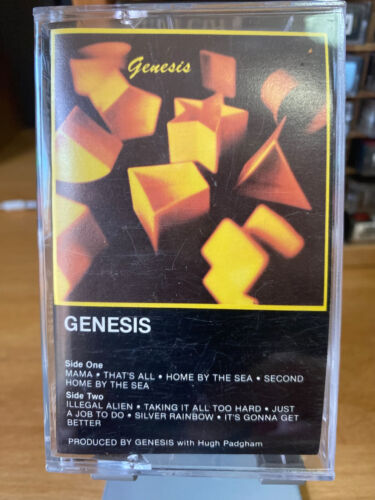 Genesis
GENESIS
Side One
MAMA • THAT'S ALL • HOME BY THE SEA • SECOND
HOME BY THE SEA
Side Two
ILLEGAL ALIEN • TAKING IT ALL TOO HARD • JUST
A JOB TO DO • SILVER RAINBOW • IT'S GONNA GET
BETTER
PRODUCED BY GENESIS with Hugh Padgham